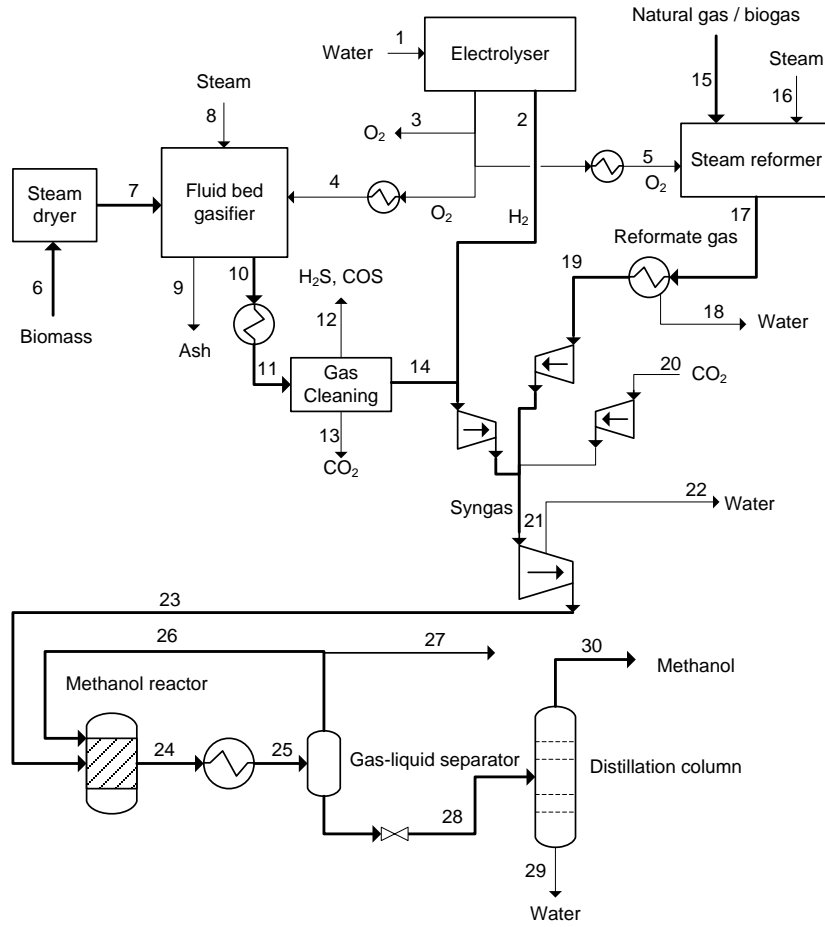 Natural gas / biogas
1
Water
Electrolyser
Steam
15
Steam
16
8
3
2
O₂
Steam reformer
Steam
dryer
7
Fluid bed
gasifier
4
O₂
5
O₂
17
H₂
Reformate gas
6
9
10
H₂S, COS
19
18
Water
Biomass
12
Ash
11
Gas
Cleaning
14
20
CO₂
13
CO₂
22
Water
Syngas
21
23
26
27
30
Methanol
Methanol reactor
24
25
Gas-liquid separator
Distillation column
28
29
Water